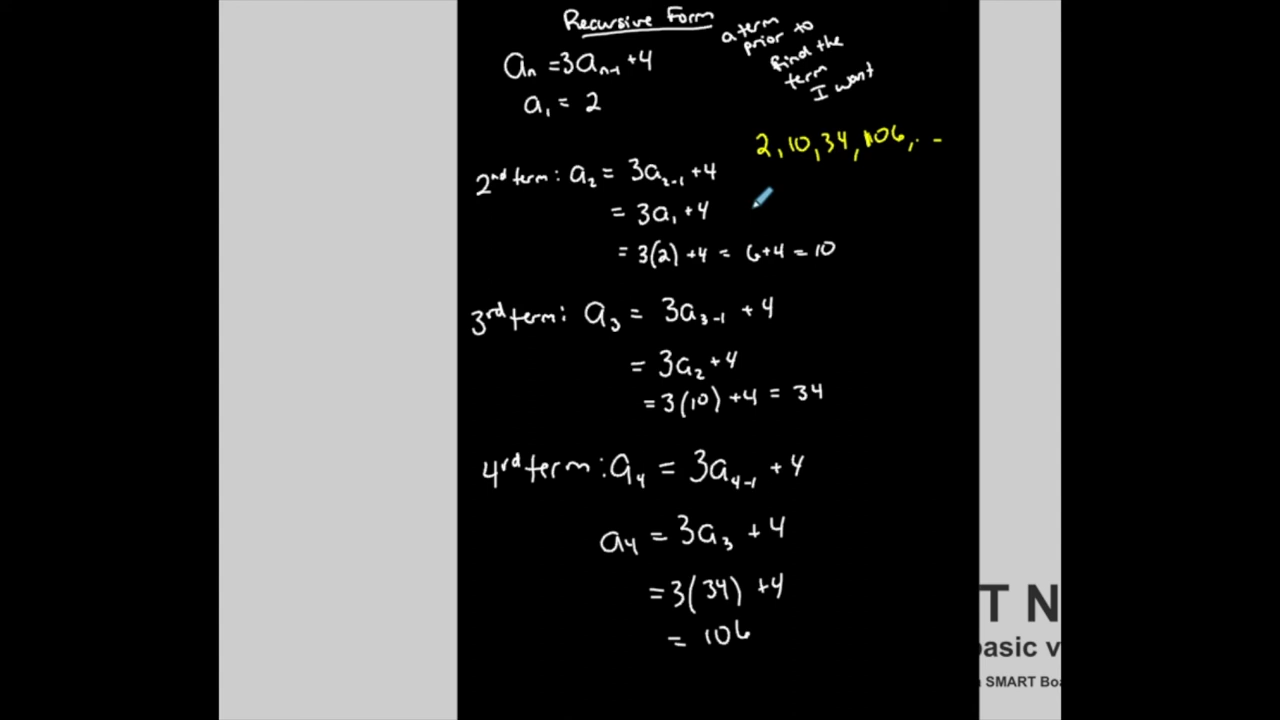 Recursive Form
aₙ = 3aₙ₋₁ + 4
a₁ = 2
a term
prior to
find the
term
I want
2, 10, 34, 106, . -
2nd term: a₂ = 3a₂₋₁ + 4
= 3a₁ + 4
= 3(2) + 4 = 6+4 = 10
3rd term: a₃ = 3a₃₋₁ + 4
= 3a₂ + 4
= 3(10) + 4 = 34
4rd term: a₄ = 3a₄₋₁ + 4
a₄ = 3a₃ + 4
= 3(34) + 4
= 106
T N
basic v
SMART Boa